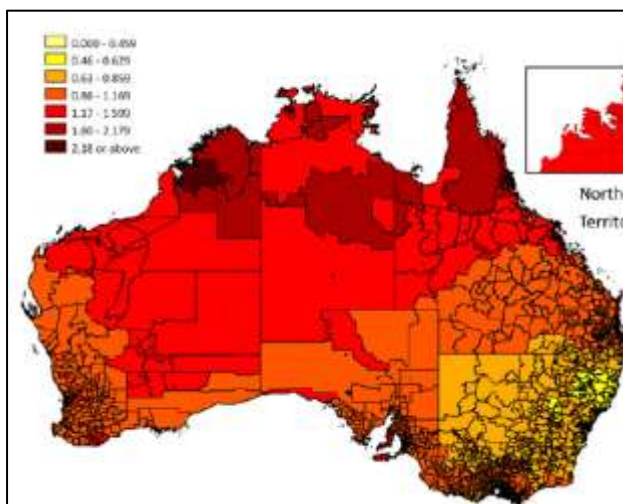 0.000 - 0.459
0.46 - 0.629
0.63 - 0.859
0.86 - 1.169
1.17 - 1.599
1.60 - 2.179
2.18 or above
North
Territo